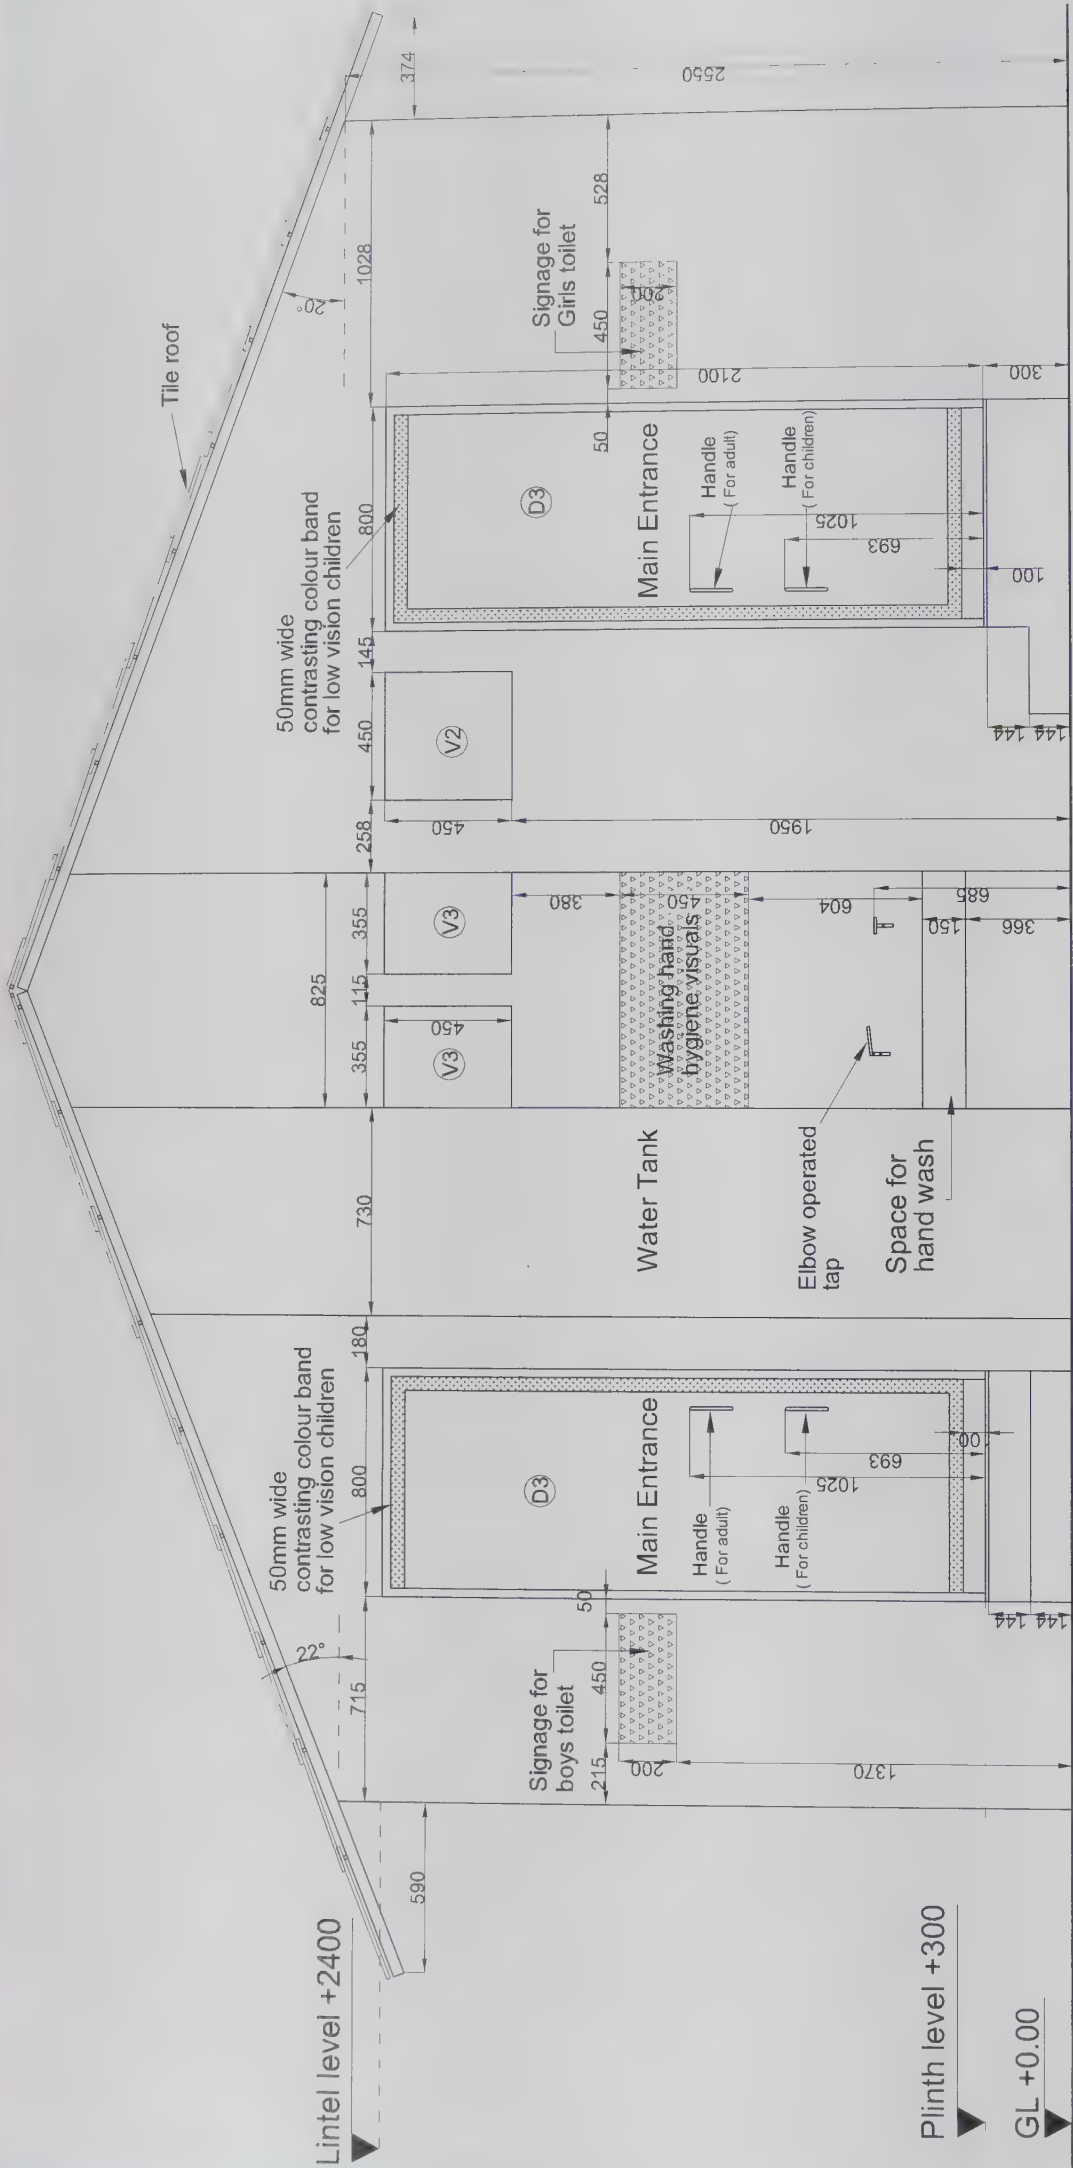 Tile roof
374
2550
1028
20°
528
Signage for
Girls toilet
450
200
2100
300
50
50mm wide
contrasting colour band
for low vision children
800
D3
Main Entrance
Handle
( For adult)
Handle
( For children)
1025
693
100
145
450
V2
450
1950
144
144
258
825
355
V3
115
355
V3
450
380
450
Washing hand
hygiene visuals
604
685
150
366
730
Water Tank
Elbow operated
tap
Space for
hand wash
180
50mm wide
contrasting colour band
for low vision children
800
D3
Main Entrance
Handle
( For adult)
Handle
( For children)
1025
693
144
144
22°
715
50
Signage for
boys toilet
450
215
200
1370
590
Lintel level +2400
Plinth level +300
GL +0.00